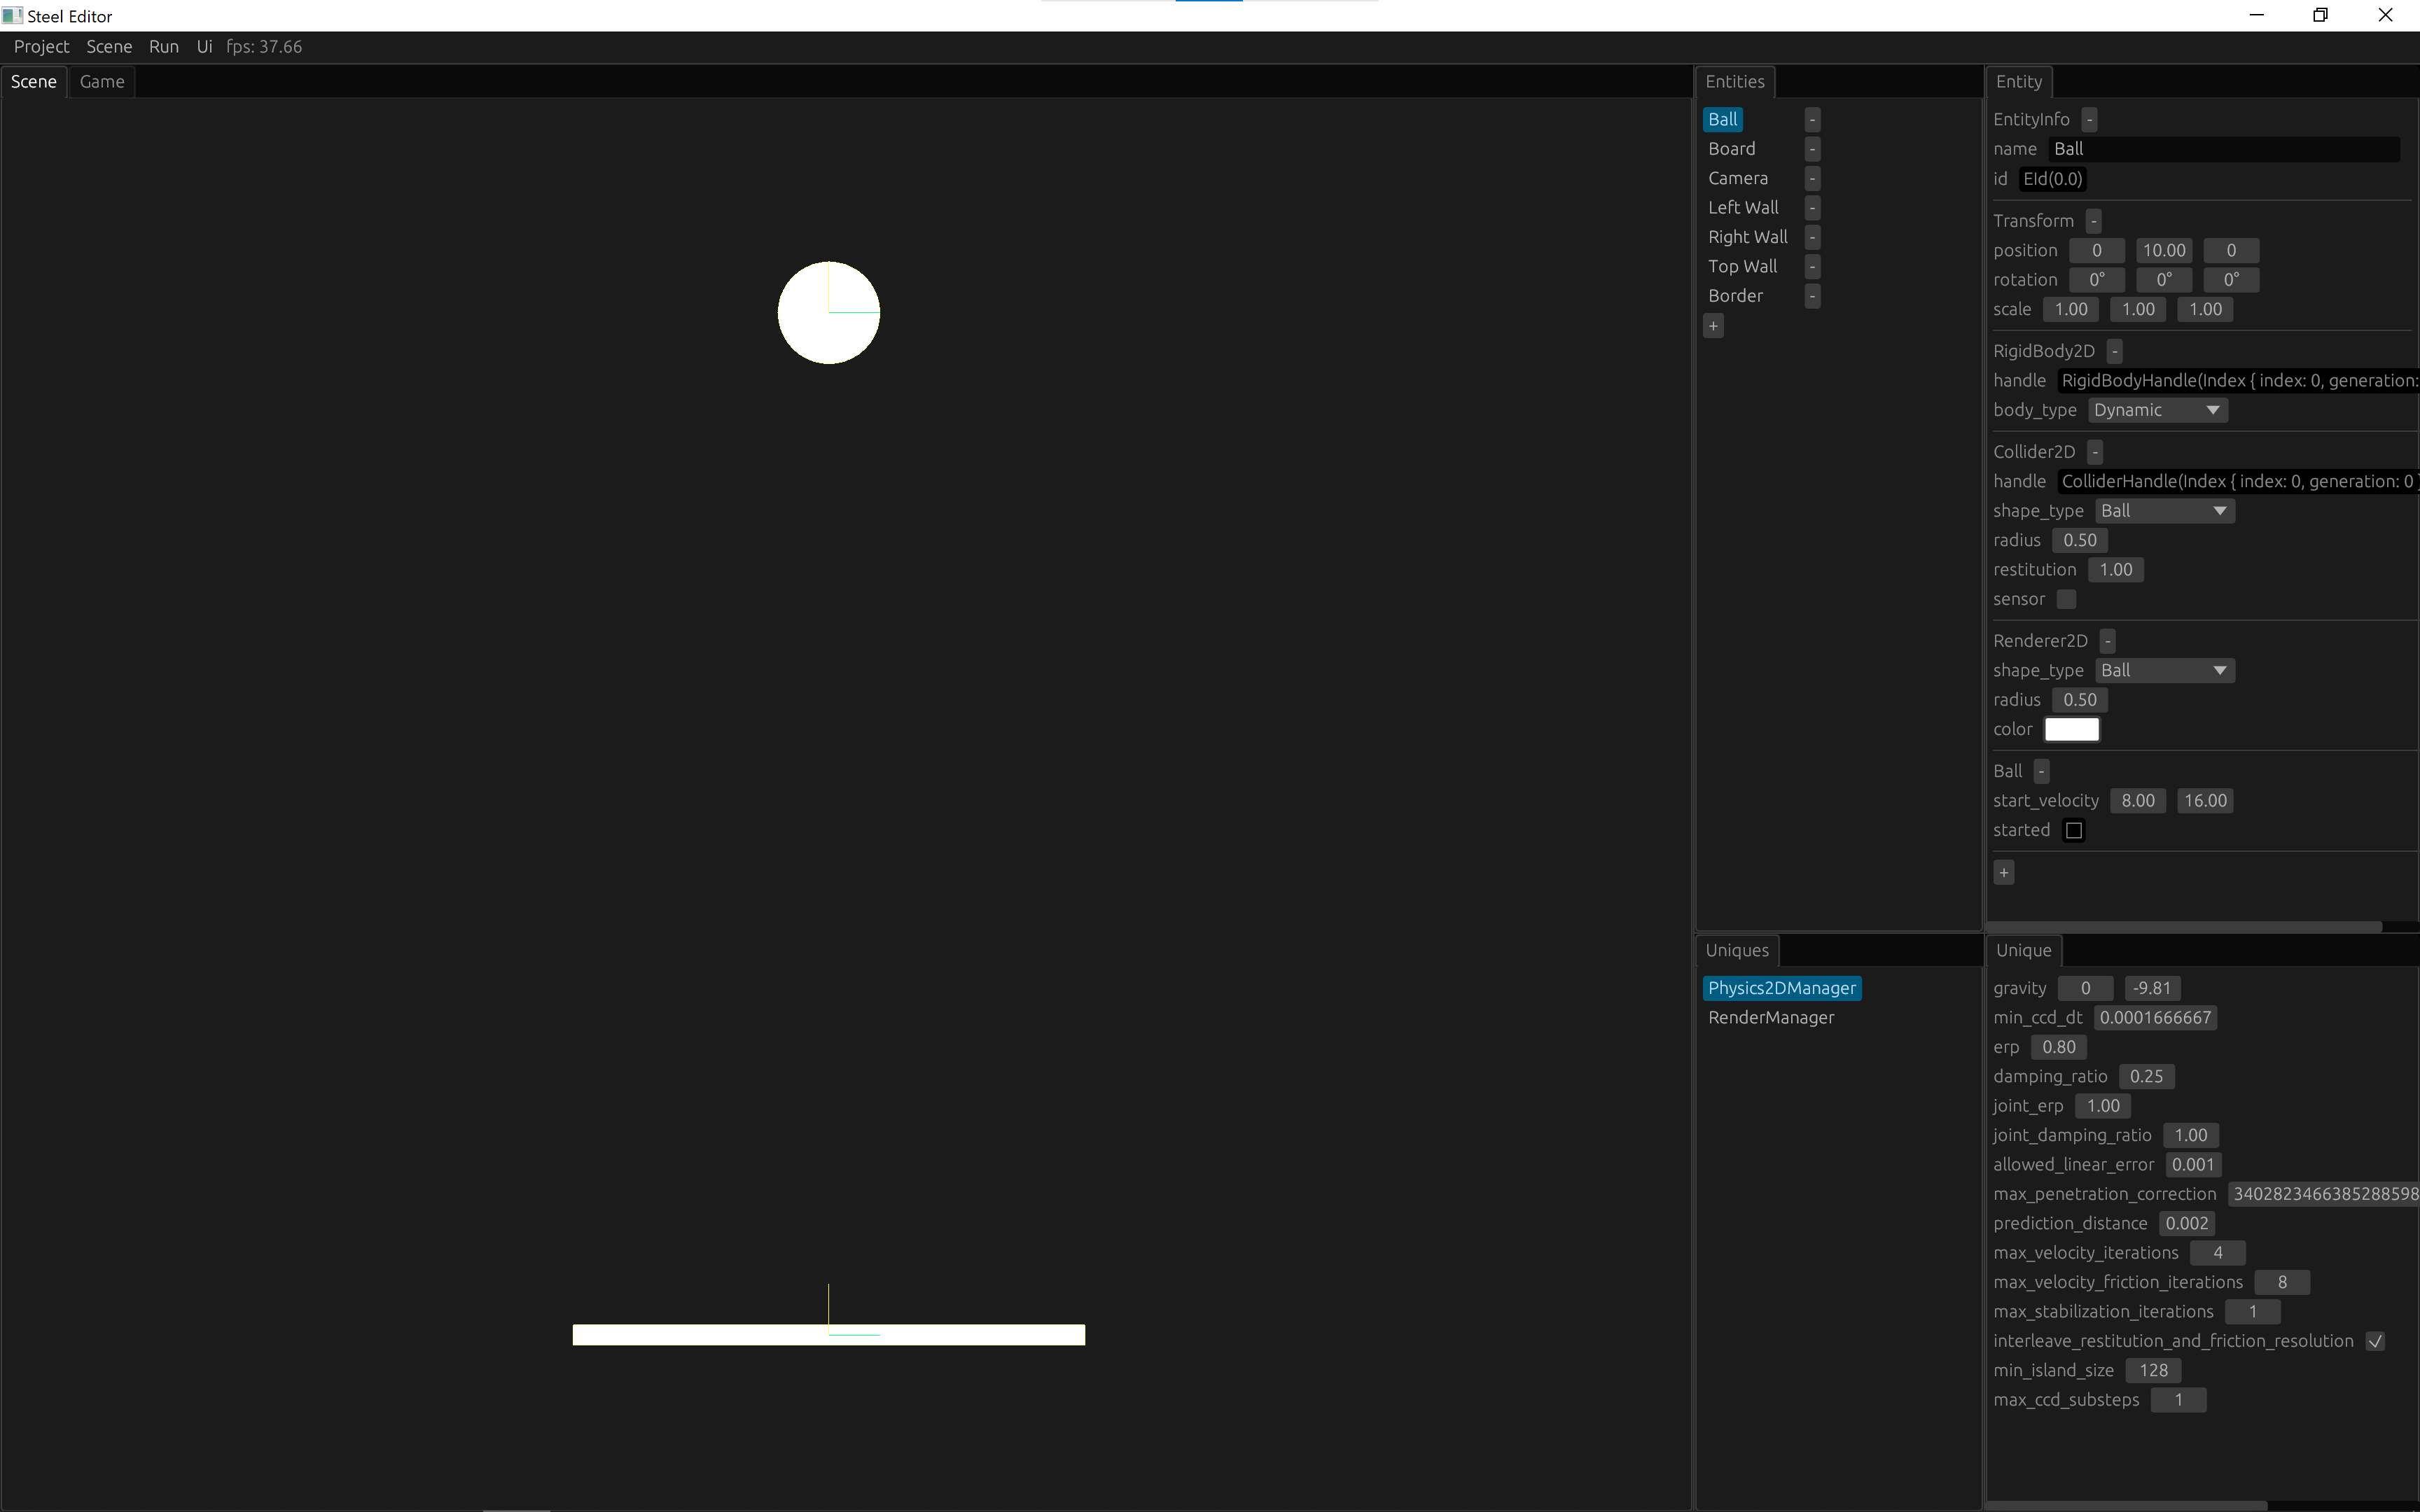 Steel Editor
Project Scene Run Ui fps: 37.66
Scene Game
Entities
Ball -
Board -
Camera -
Left Wall -
Right Wall -
Top Wall -
Border -
+
Entity
EntityInfo -
name Ball
id EId(0.0)
Transform -
position 0 10.00 0
rotation 0° 0° 0°
scale 1.00 1.00 1.00
RigidBody2D -
handle RigidBodyHandle(Index { index: 0, generation:
body_type Dynamic
Collider2D -
handle ColliderHandle(Index { index: 0, generation: 0 }
shape_type Ball
radius 0.50
restitution 1.00
sensor
Renderer2D -
shape_type Ball
radius 0.50
color
Ball -
start_velocity 8.00 16.00
started
+
Uniques
Physics2DManager
RenderManager
Unique
gravity 0 -9.81
min_ccd_dt 0.0001666667
erp 0.80
damping_ratio 0.25
joint_erp 1.00
joint_damping_ratio 1.00
allowed_linear_error 0.001
max_penetration_correction 3402823466385288598
prediction_distance 0.002
max_velocity_iterations 4
max_velocity_friction_iterations 8
max_stabilization_iterations 1
interleave_restitution_and_friction_resolution
min_island_size 128
max_ccd_substeps 1